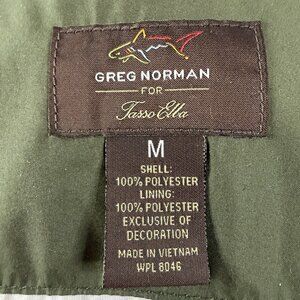 GREG NORMAN
FOR
Tasso Elba
M
SHELL:
100% POLYESTER
LINING:
100% POLYESTER
EXCLUSIVE OF
DECORATION
MADE IN VIETNAM
WPL 8046